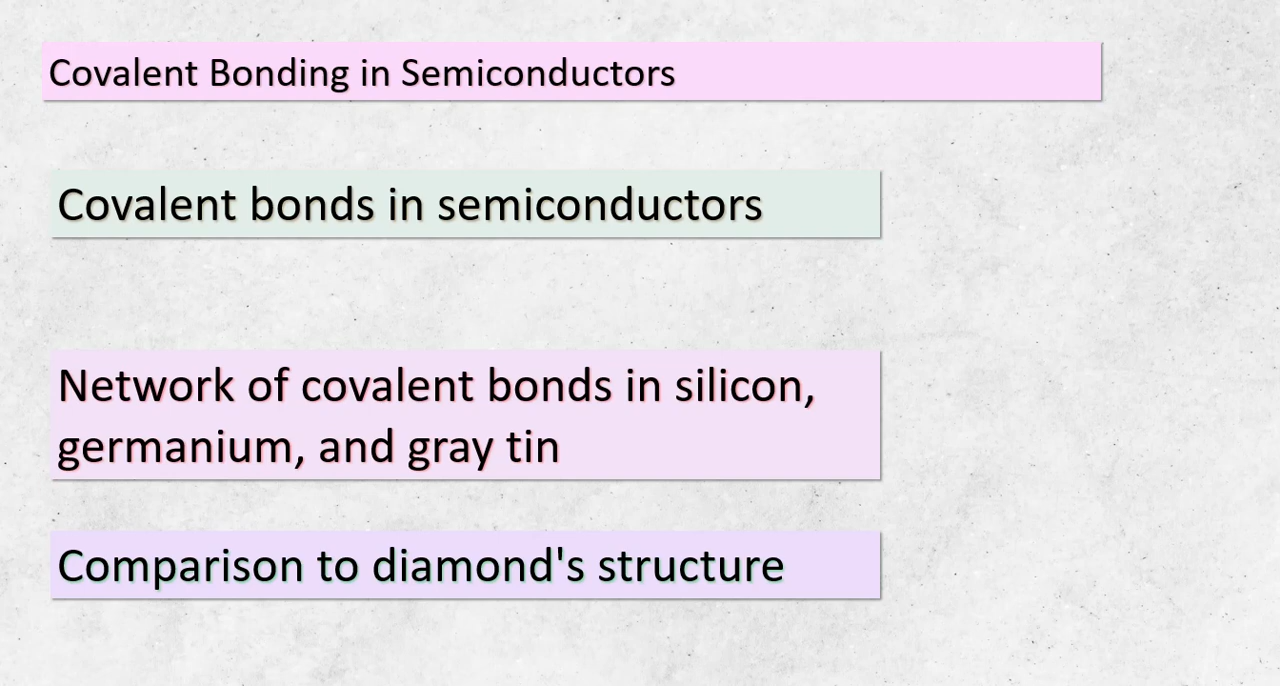 Covalent Bonding in Semiconductors
Covalent bonds in semiconductors
Network of covalent bonds in silicon,
germanium, and gray tin
Comparison to diamond's structure